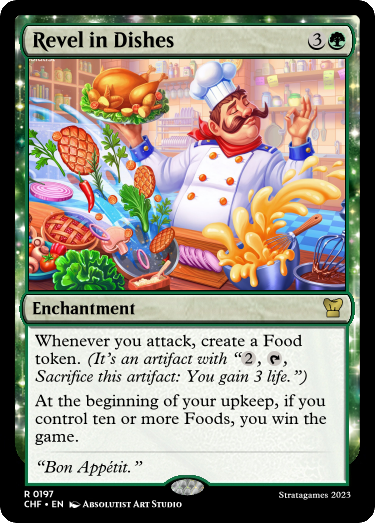 Revel in Dishes 3
Enchantment
Whenever you attack, create a Food
token. (It's an artifact with “2, ,
Sacrifice this artifact: You gain 3 life.”)
At the beginning of your upkeep, if you
control ten or more Foods, you win the
game.
“Bon Appétit.”
R 0197
CHF • EN Absolutist Art Studio
Stratagames 2023